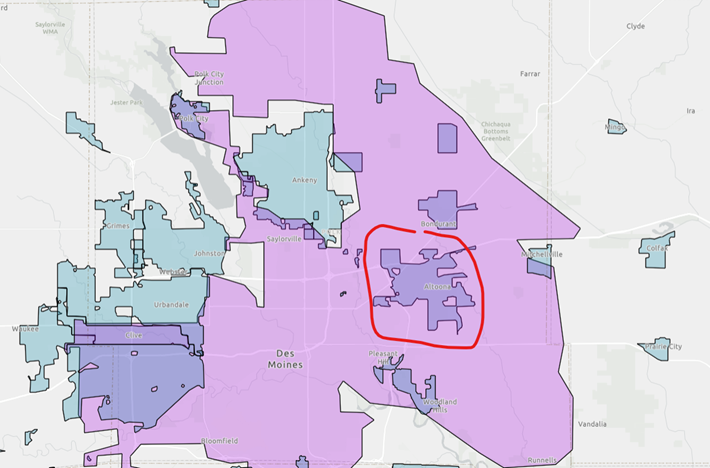 rd
Saylorville
WMA
Clyde
Polk City
Junction
Farrar
Jester Park
Ira
Polk City
Chichaqua
Bottoms
Greenbelt
Mingo
Ankeny
Grimes
Bondurant
Saylorville
Johnston
Mitchellville
Colfax
Altoona
Urbandale
Waukee
Clive
Prairie City
Des
Moines
Pleasant
Hill
Woodland
Hills
Vandalia
Bloomfield
Runnells